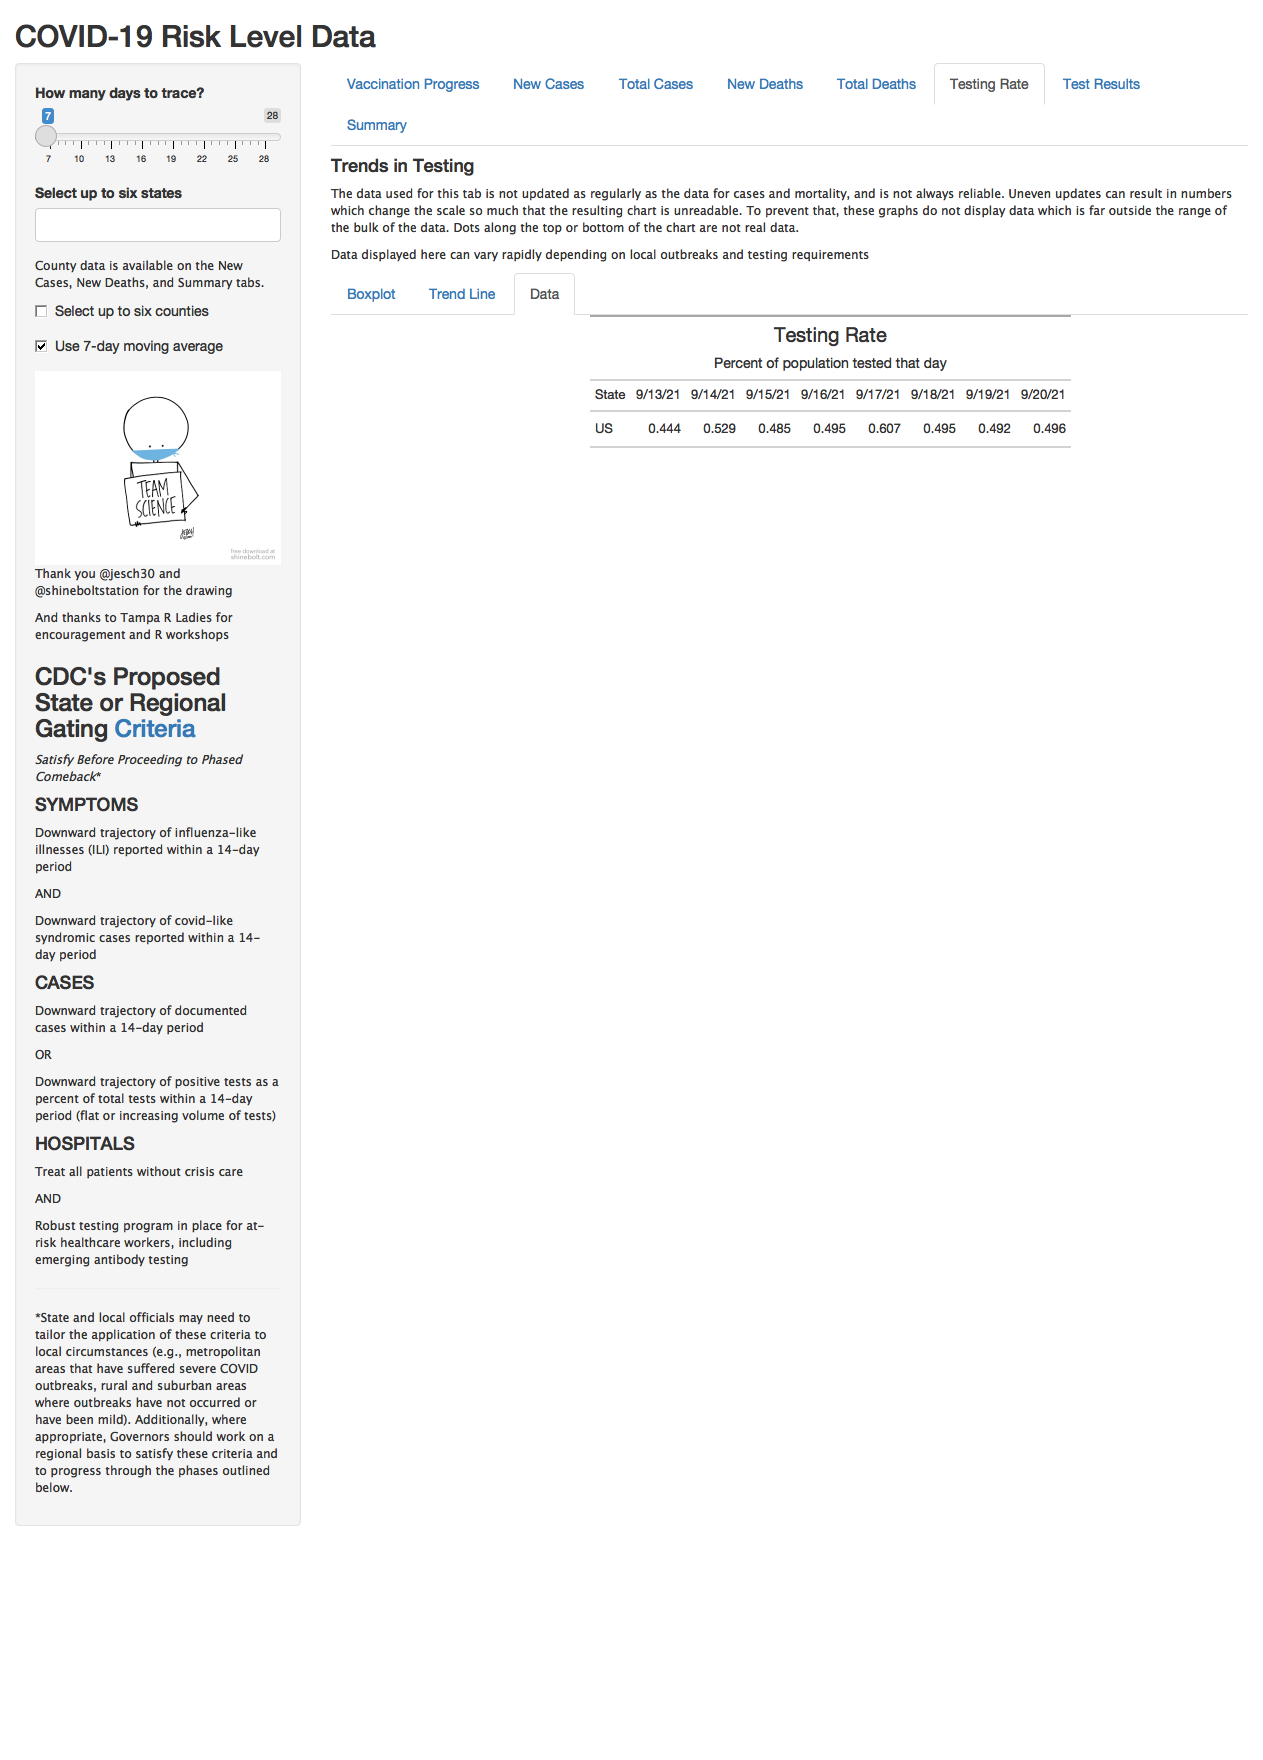 COVID-19 Risk Level Data
How many days to trace?
7 28
7 10 13 16 19 22 25 28
Select up to six states
County data is available on the New
Cases, New Deaths, and Summary tabs.
Select up to six counties
Use 7-day moving average
TEAM
SCIENCE
free download at
shinebolt.com
Thank you @jesch30 and
@shineboltstation for the drawing
And thanks to Tampa R Ladies for
encouragement and R workshops
CDC's Proposed
State or Regional
Gating Criteria
Satisfy Before Proceeding to Phased
Comeback*
SYMPTOMS
Downward trajectory of influenza-like
illnesses (ILI) reported within a 14-day
period
AND
Downward trajectory of covid-like
syndromic cases reported within a 14-
day period
CASES
Downward trajectory of documented
cases within a 14-day period
OR
Downward trajectory of positive tests as a
percent of total tests within a 14-day
period (flat or increasing volume of tests)
HOSPITALS
Treat all patients without crisis care
AND
Robust testing program in place for at-
risk healthcare workers, including
emerging antibody testing
*State and local officials may need to
tailor the application of these criteria to
local circumstances (e.g., metropolitan
areas that have suffered severe COVID
outbreaks, rural and suburban areas
where outbreaks have not occurred or
have been mild). Additionally, where
appropriate, Governors should work on a
regional basis to satisfy these criteria and
to progress through the phases outlined
below.
Vaccination Progress New Cases Total Cases New Deaths Total Deaths Testing Rate Test Results
Summary
Trends in Testing
The data used for this tab is not updated as regularly as the data for cases and mortality, and is not always reliable. Uneven updates can result in numbers
which change the scale so much that the resulting chart is unreadable. To prevent that, these graphs do not display data which is far outside the range of
the bulk of the data. Dots along the top or bottom of the chart are not real data.
Data displayed here can vary rapidly depending on local outbreaks and testing requirements
Boxplot Trend Line Data
Testing Rate
Percent of population tested that day
State 9/13/21 9/14/21 9/15/21 9/16/21 9/17/21 9/18/21 9/19/21 9/20/21
US 0.444 0.529 0.485 0.495 0.607 0.495 0.492 0.496